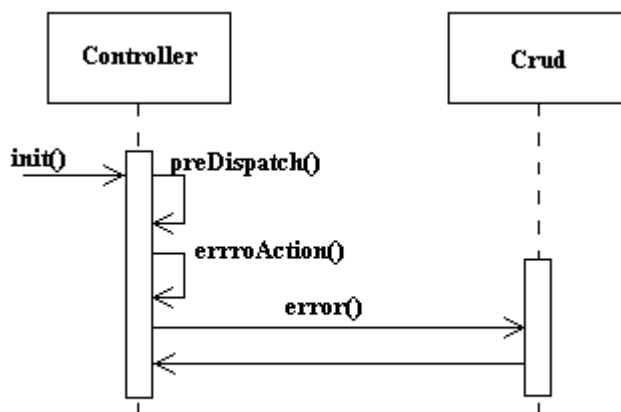 Controller
Crud
init()
preDispatch()
errroAction()
error()